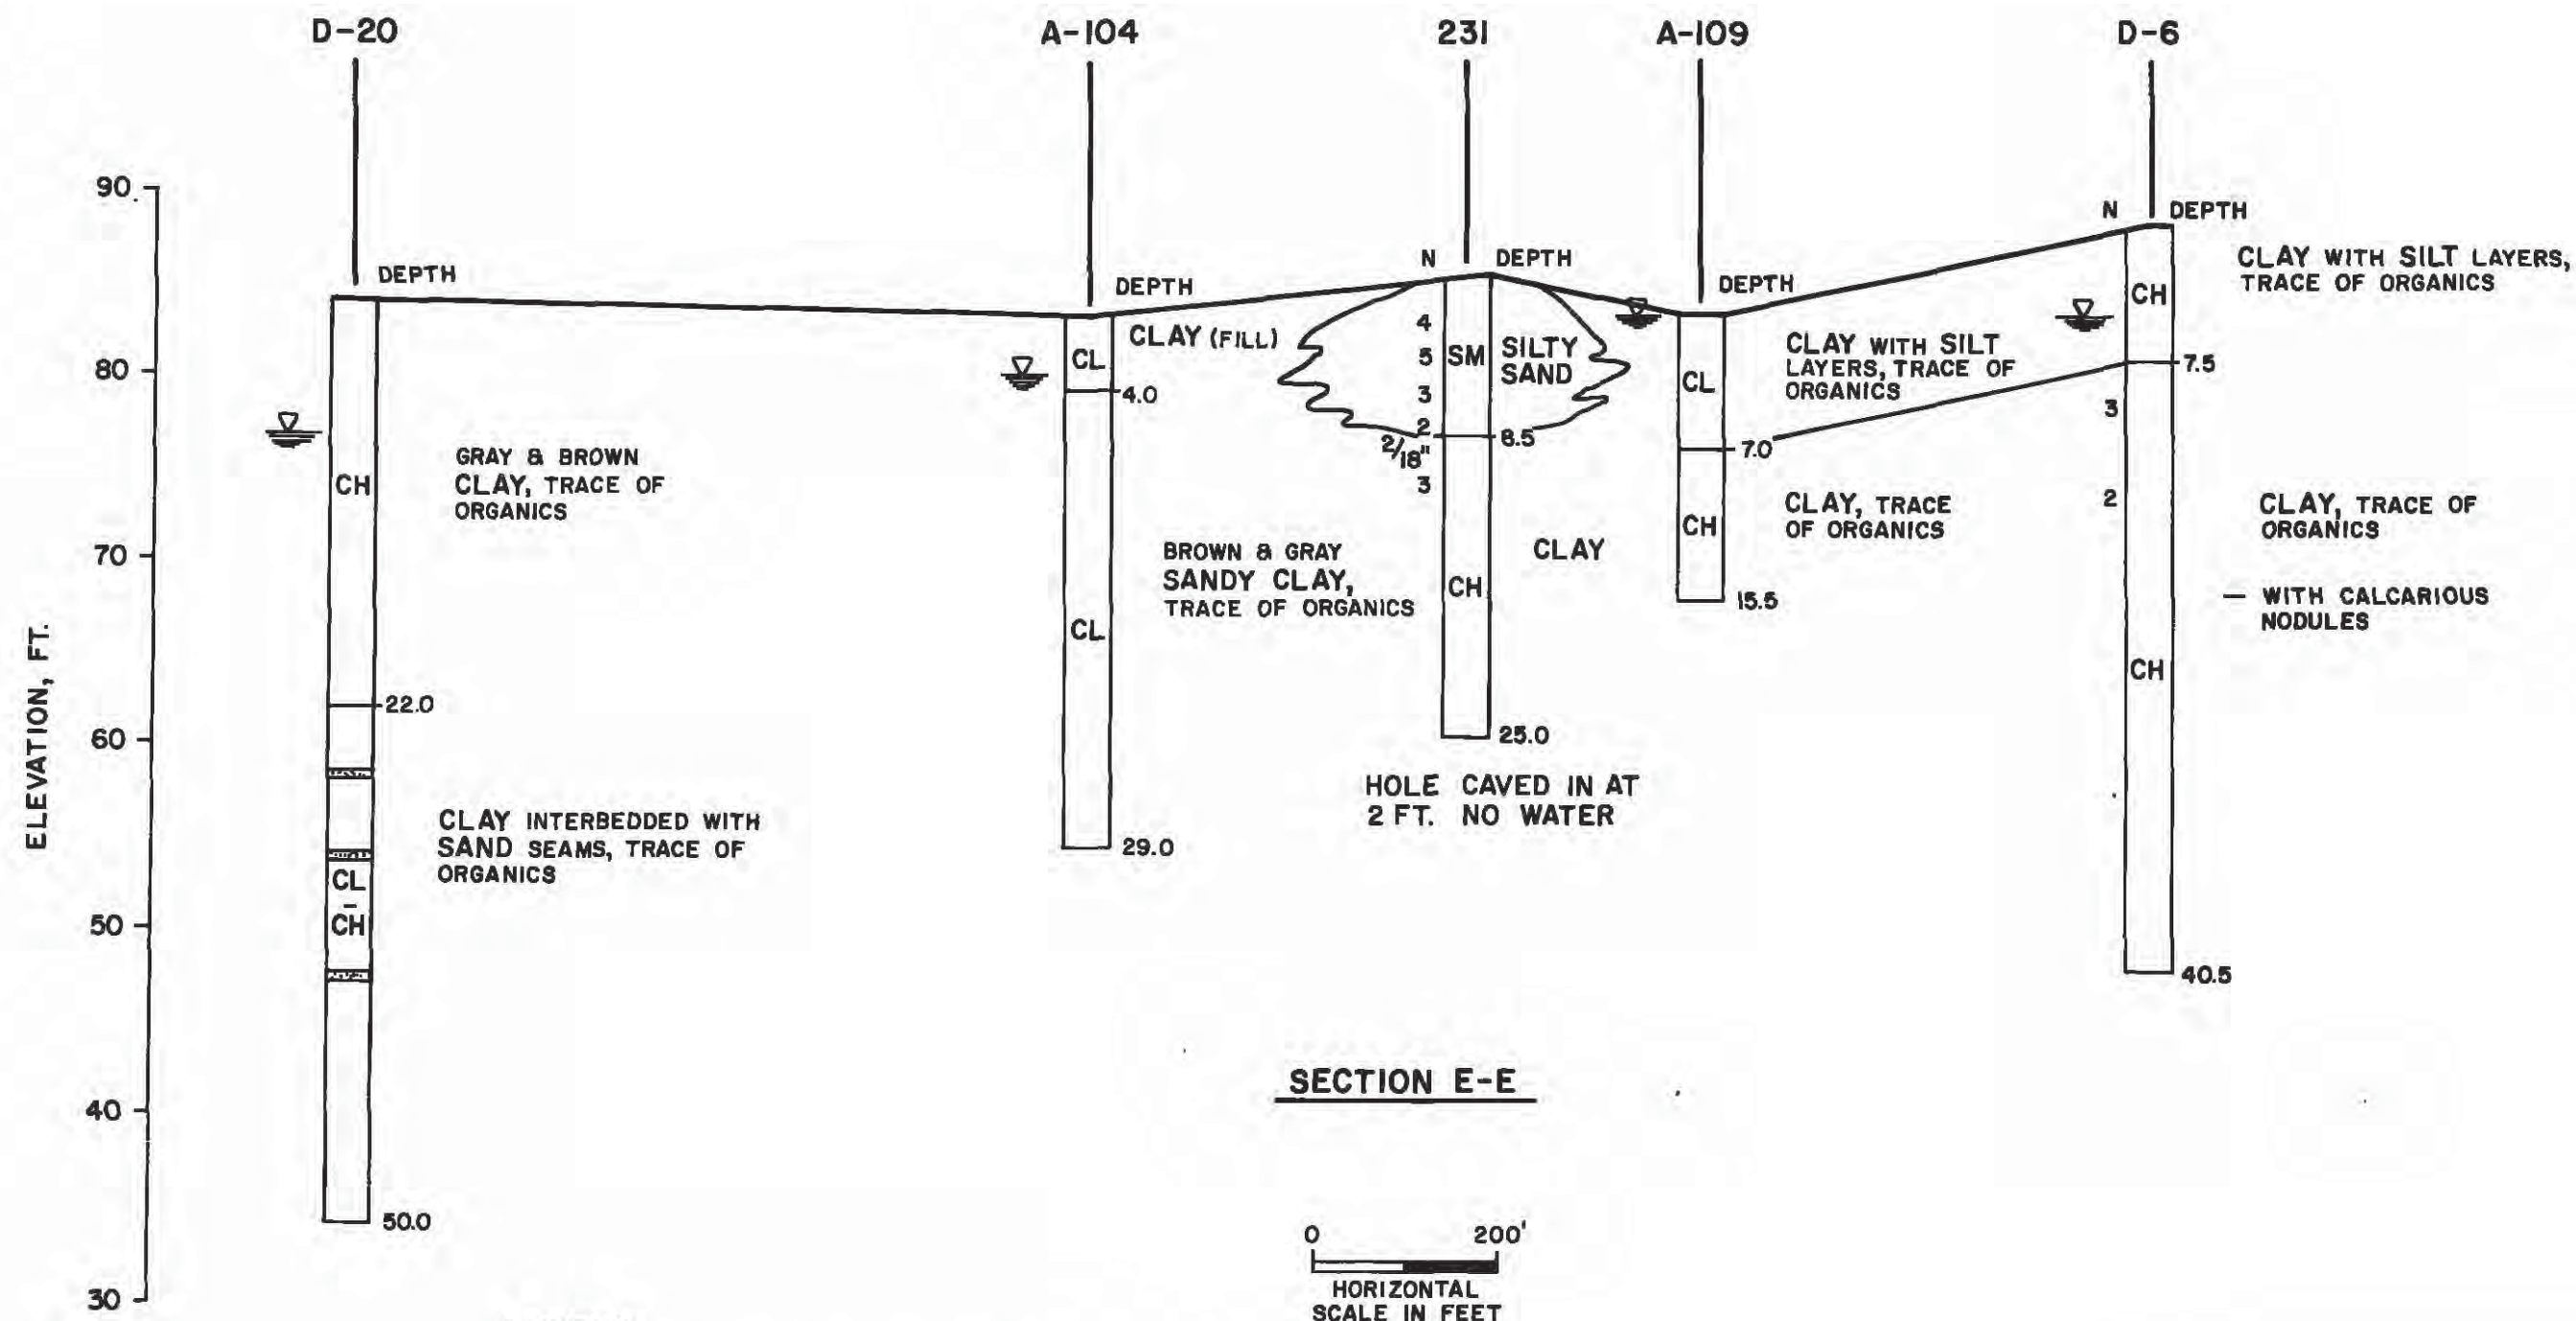 D-20
A-104
231
A-109
D-6
90
80
70
60
50
40
30
ELEVATION, FT.
DEPTH
CH
GRAY & BROWN
CLAY, TRACE OF
ORGANICS
22.0
CLAY INTERBEDDED WITH
SAND SEAMS, TRACE OF
ORGANICS
CL
-
CH
50.0
DEPTH
CL
CLAY (FILL)
4.0
CL
BROWN & GRAY
SANDY CLAY,
TRACE OF ORGANICS
29.0
N
DEPTH
4
5
3
2
2/18"
3
SM
SILTY
SAND
8.5
CH
CLAY
25.0
HOLE CAVED IN AT
2 FT. NO WATER
DEPTH
CL
CLAY WITH SILT
LAYERS, TRACE OF
ORGANICS
7.0
CH
CLAY, TRACE
OF ORGANICS
15.5
N
DEPTH
CH
CLAY WITH SILT LAYERS,
TRACE OF ORGANICS
7.5
3
2
CLAY, TRACE OF
ORGANICS
— WITH CALCARIOUS
NODULES
CH
40.5
SECTION E-E
0 200'
HORIZONTAL
SCALE IN FEET